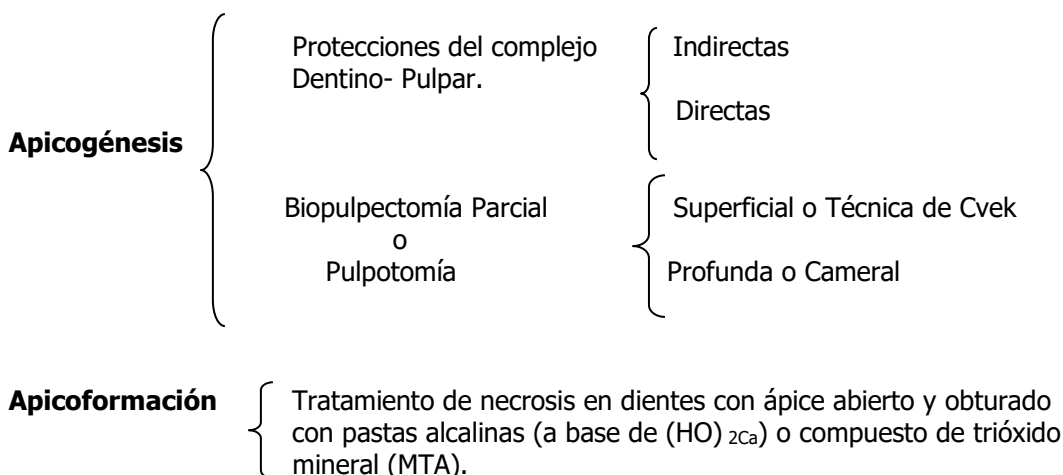 Protecciones del complejo
Dentino- Pulpar.
Indirectas
Directas
Apicogénesis
Biopulpectomía Parcial
o
Pulpotomía
Superficial o Técnica de Cvek
Profunda o Cameral
Apicoformación
Tratamiento de necrosis en dientes con ápice abierto y obturado
con pastas alcalinas (a base de (HO) 2Ca) o compuesto de trióxido
mineral (MTA).